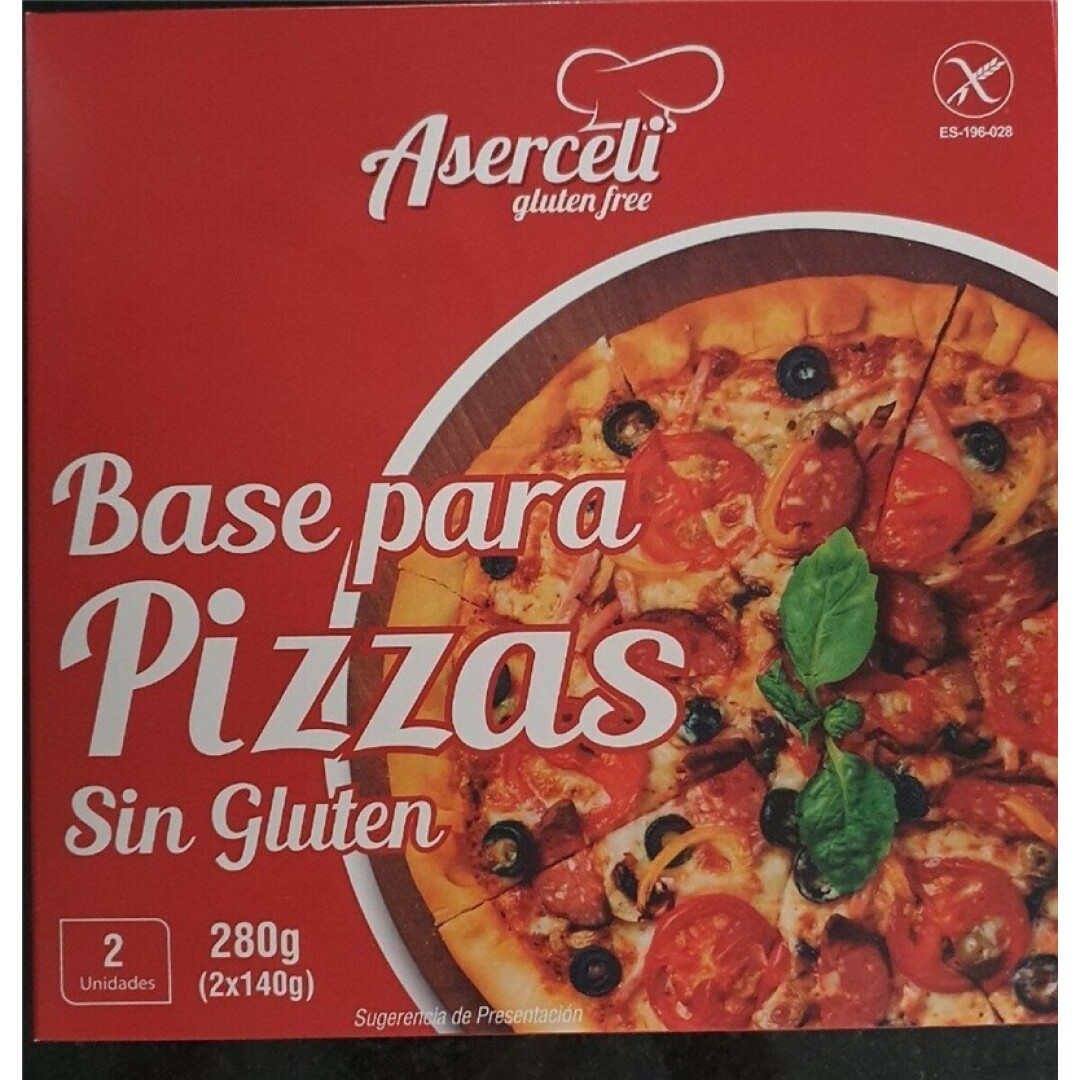 Aserceli
gluten free
ES-196-028
Base para
Pizzas
Sin Gluten
2
Unidades
280g
(2x140g)
Sugerencia de Presentación